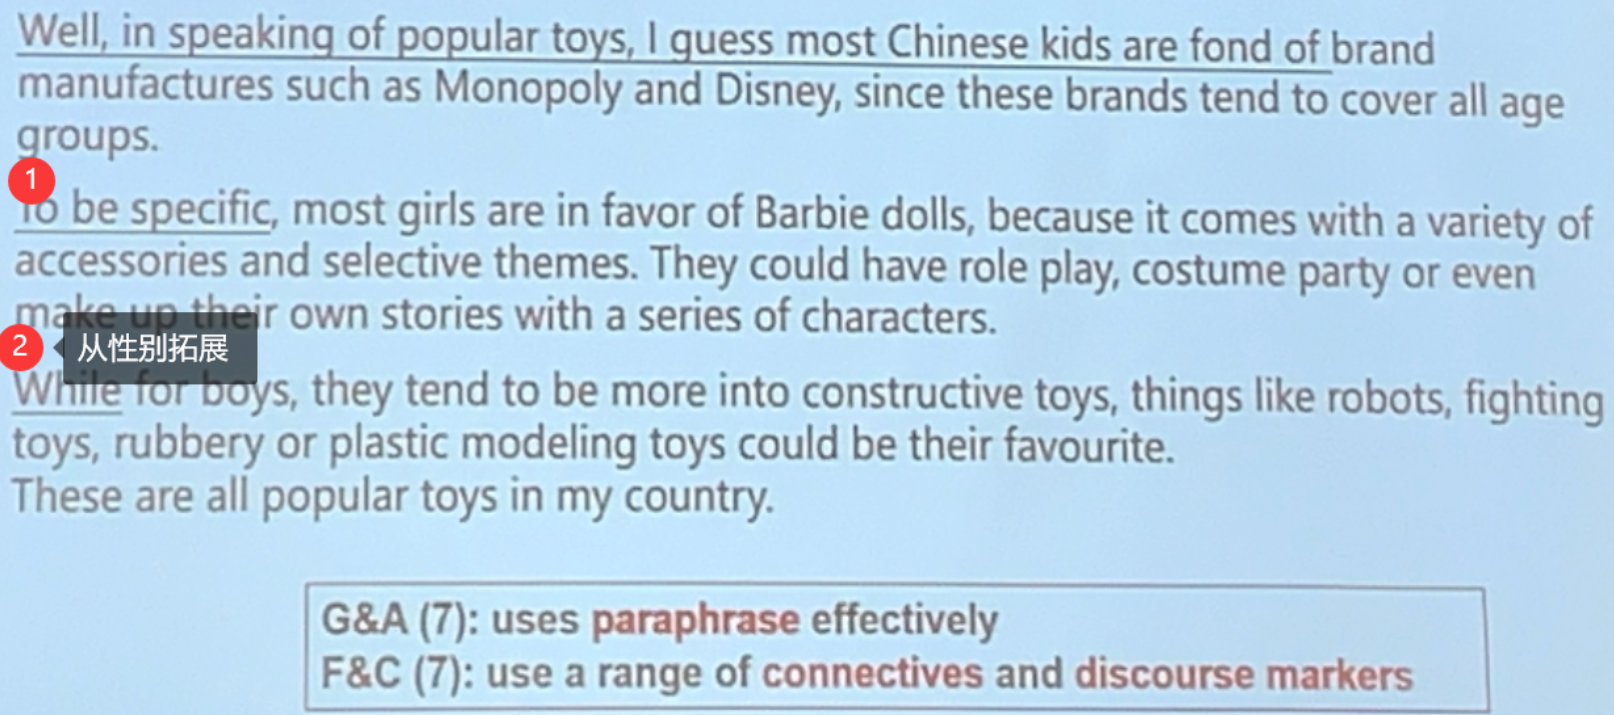 Well, in speaking of popular toys, I guess most Chinese kids are fond of brand
manufactures such as Monopoly and Disney, since these brands tend to cover all age
groups.
1
To be specific, most girls are in favor of Barbie dolls, because it comes with a variety of
accessories and selective themes. They could have role play, costume party or even
make up their own stories with a series of characters.
2 从性别拓展
While for boys, they tend to be more into constructive toys, things like robots, fighting
toys, rubbery or plastic modeling toys could be their favourite.
These are all popular toys in my country.
G&A (7): uses paraphrase effectively
F&C (7): use a range of connectives and discourse markers